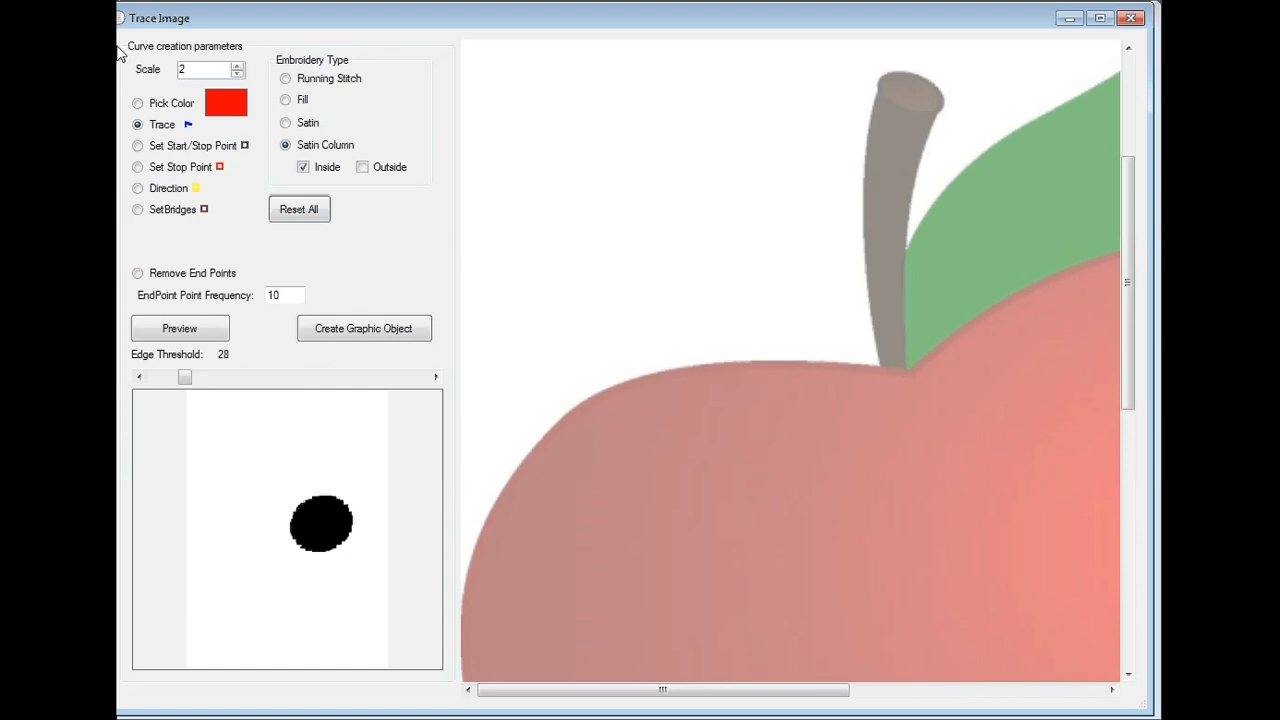 Trace Image
Curve creation parameters
Scale 2
Embroidery Type
Running Stitch
Pick Color
Fill
Trace
Satin
Set Start/Stop Point
Satin Column
Set Stop Point
Inside Outside
Direction
SetBridges
Reset All
Remove End Points
EndPoint Point Frequency: 10
Preview
Create Graphic Object
Edge Threshold: 28